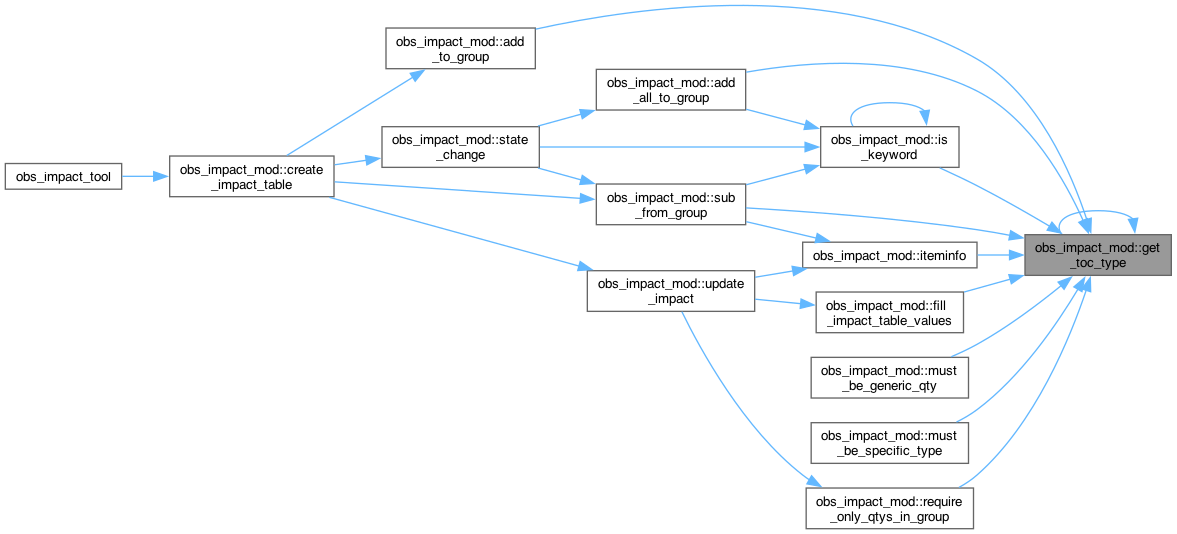 obs_impact_mod::add
_to_group
obs_impact_mod::add
_all_to_group
obs_impact_mod::state
_change
obs_impact_mod::is
_keyword
obs_impact_tool
obs_impact_mod::create
_impact_table
obs_impact_mod::sub
_from_group
obs_impact_mod::get
_toc_type
obs_impact_mod::iteminfo
obs_impact_mod::update
_impact
obs_impact_mod::fill
_impact_table_values
obs_impact_mod::must
_be_generic_qty
obs_impact_mod::must
_be_specific_type
obs_impact_mod::require
_only_qtys_in_group